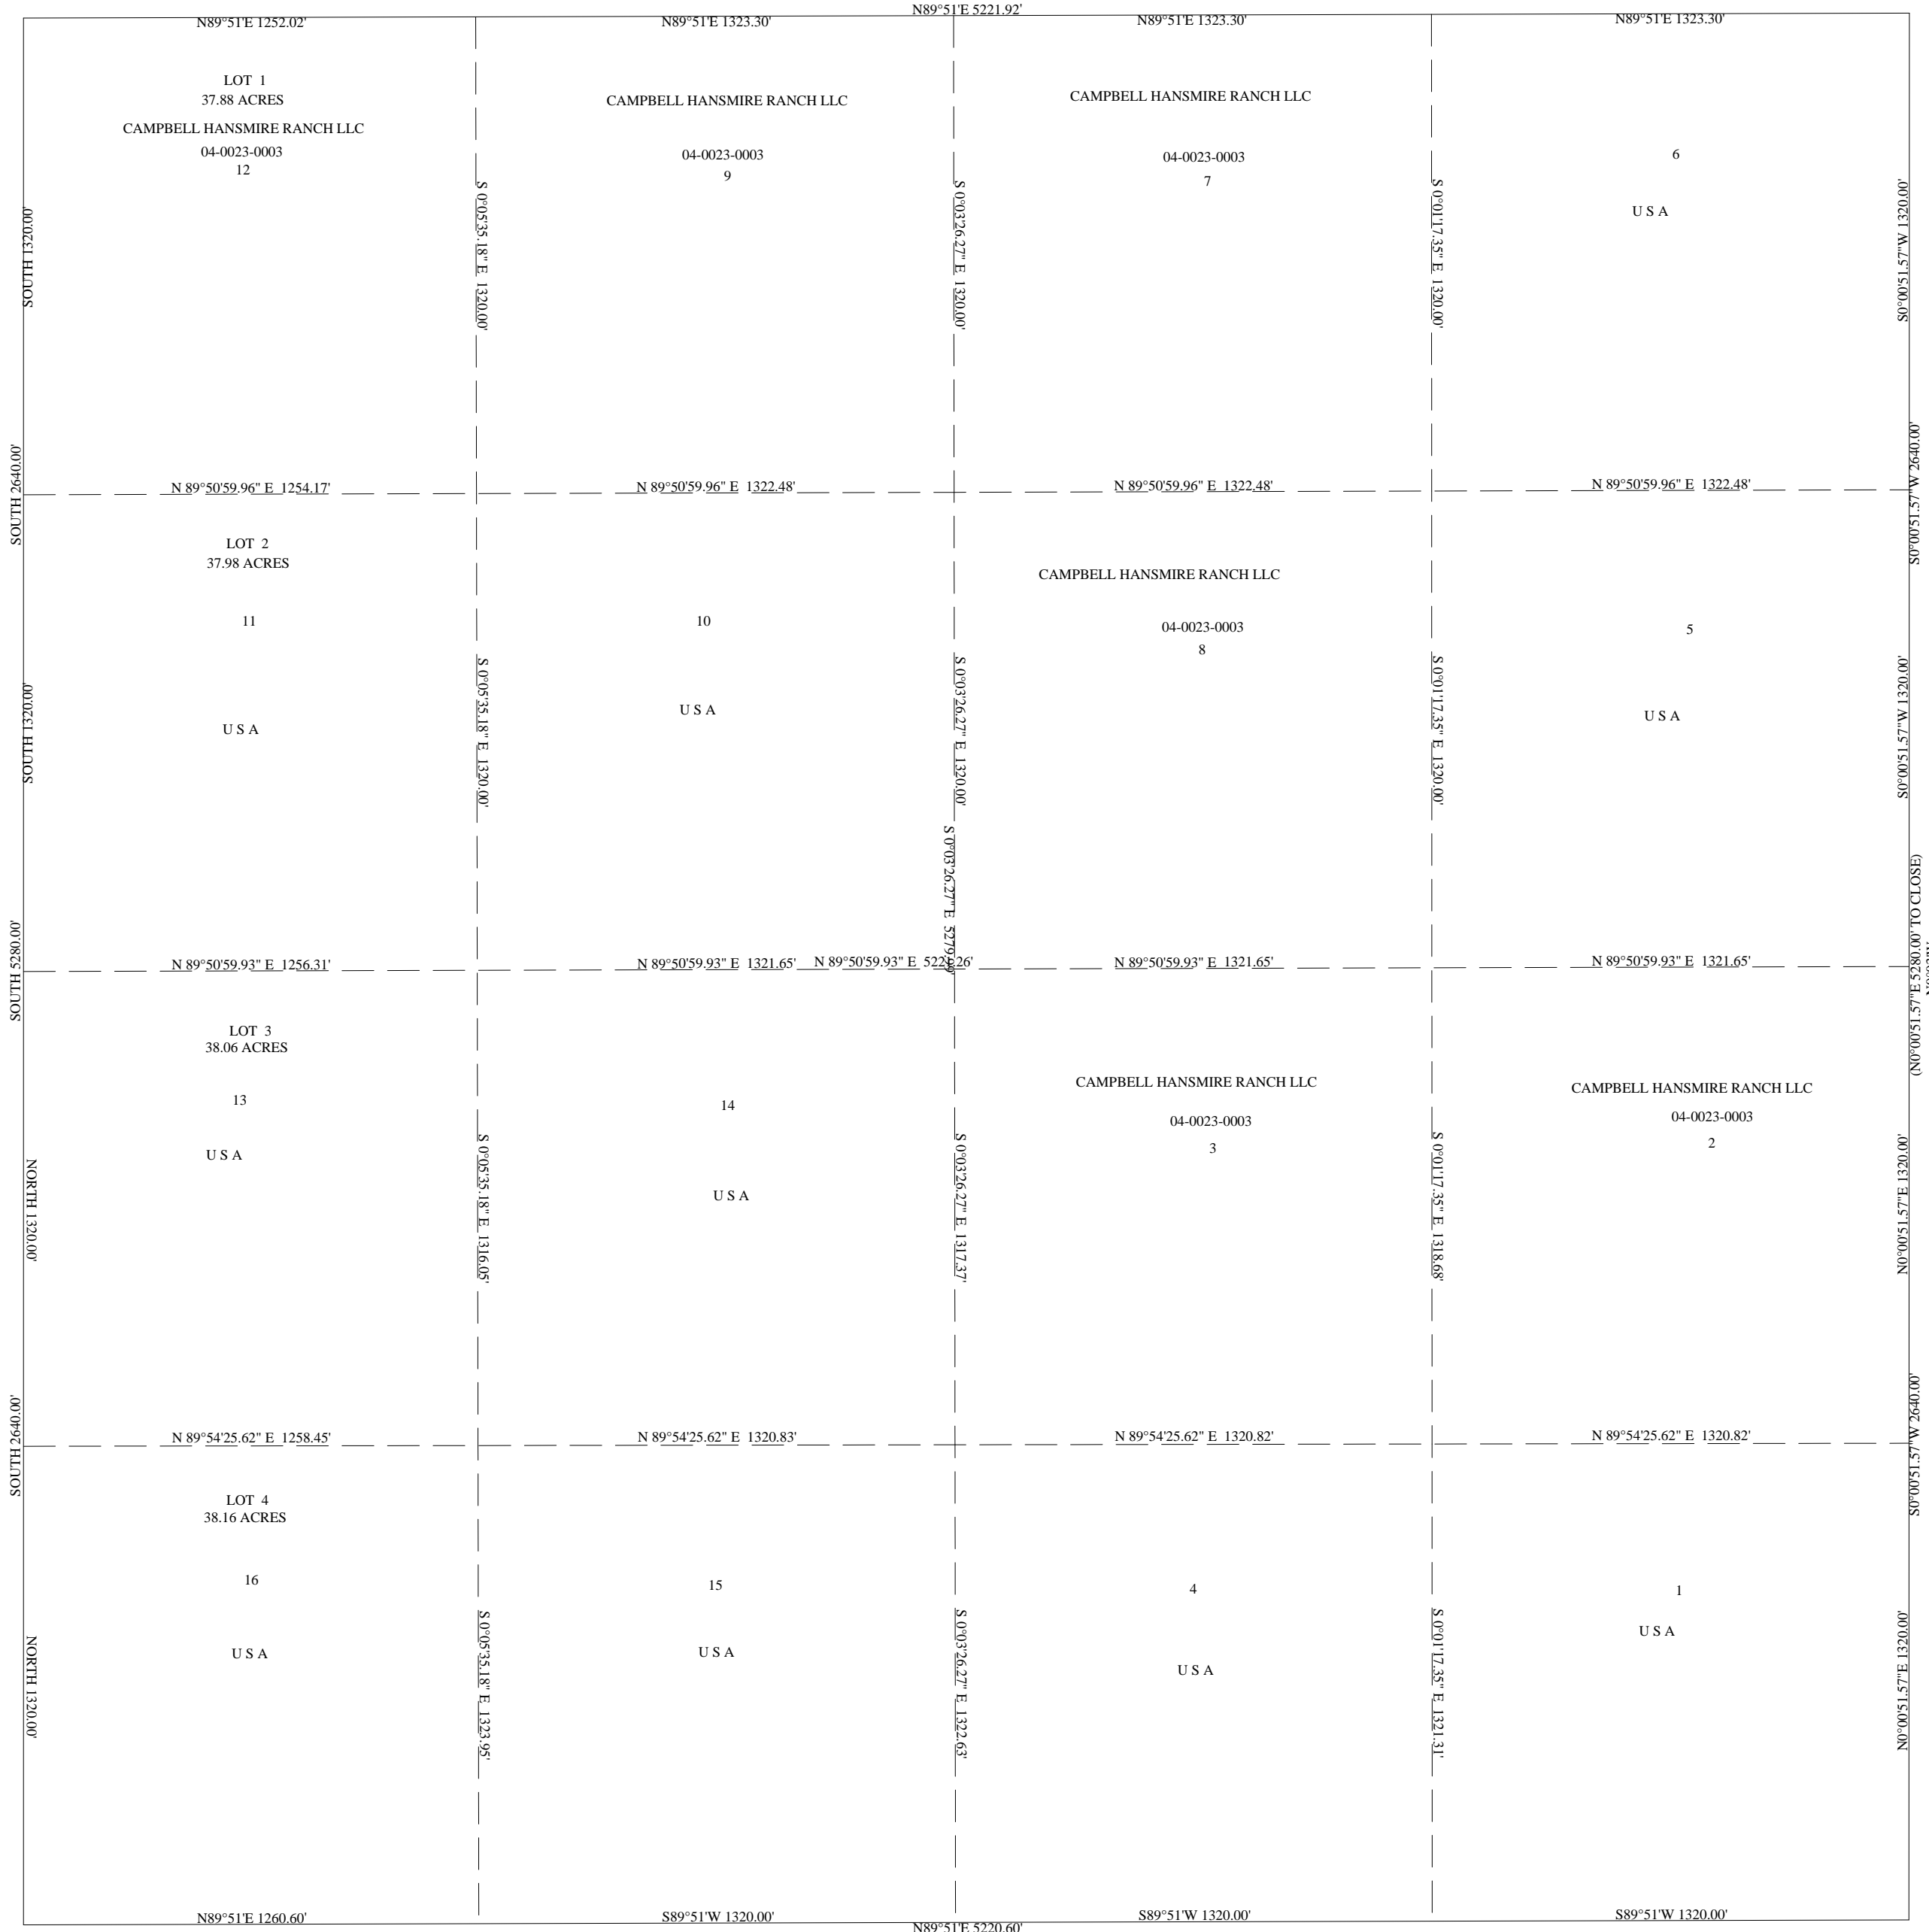 N89°51'E 5221.92'
N89°51'E 1252.02'
N89°51'E 1323.30'
N89°51'E 1323.30'
N89°51'E 1323.30'
LOT 1
37.88 ACRES
CAMPBELL HANSMIRE RANCH LLC
04-0023-0003
12
CAMPBELL HANSMIRE RANCH LLC
04-0023-0003
9
CAMPBELL HANSMIRE RANCH LLC
04-0023-0003
7
6
U S A
SOUTH 1320.00'
S 0°05'35.18" E 1320.00'
S 0°03'26.27" E 1320.00'
S 0°01'17.35" E 1320.00'
S0°00'51.57"W 1320.00'
SOUTH 2640.00'
S0°00'51.57"W 2640.00'
N 89°50'59.96" E 1254.17'
N 89°50'59.96" E 1322.48'
N 89°50'59.96" E 1322.48'
N 89°50'59.96" E 1322.48'
LOT 2
37.98 ACRES
11
U S A
10
U S A
CAMPBELL HANSMIRE RANCH LLC
04-0023-0003
8
5
U S A
SOUTH 1320.00'
S 0°05'35.18" E 1320.00'
S 0°03'26.27" E 1320.00'
S 0°01'17.35" E 1320.00'
S0°00'51.57"W 1320.00'
S 0°03'26.27" E 5279.99'
SOUTH 5280.00'
(N0°00'51.57"E 5280.00' TO CLOSE)
N 89°50'59.93" E 1256.31'
N 89°50'59.93" E 1321.65'
N 89°50'59.93" E 5221.26'
N 89°50'59.93" E 1321.65'
N 89°50'59.93" E 1321.65'
LOT 3
38.06 ACRES
13
U S A
14
U S A
CAMPBELL HANSMIRE RANCH LLC
04-0023-0003
3
CAMPBELL HANSMIRE RANCH LLC
04-0023-0003
2
NORTH 1320.00'
S 0°05'35.18" E 1316.05'
S 0°03'26.27" E 1317.37'
S 0°01'17.35" E 1318.68'
N0°00'51.57"E 1320.00'
SOUTH 2640.00'
S0°00'51.57"W 2640.00'
N 89°54'25.62" E 1258.45'
N 89°54'25.62" E 1320.83'
N 89°54'25.62" E 1320.82'
N 89°54'25.62" E 1320.82'
LOT 4
38.16 ACRES
16
U S A
15
U S A
4
U S A
1
U S A
NORTH 1320.00'
S 0°05'35.18" E 1323.95'
S 0°03'26.27" E 1322.63'
S 0°01'17.35" E 1321.31'
N0°00'51.57"E 1320.00'
N89°51'E 1260.60'
S89°51'W 1320.00'
S89°51'W 1320.00'
S89°51'W 1320.00'
N89°51'E 5220.60'